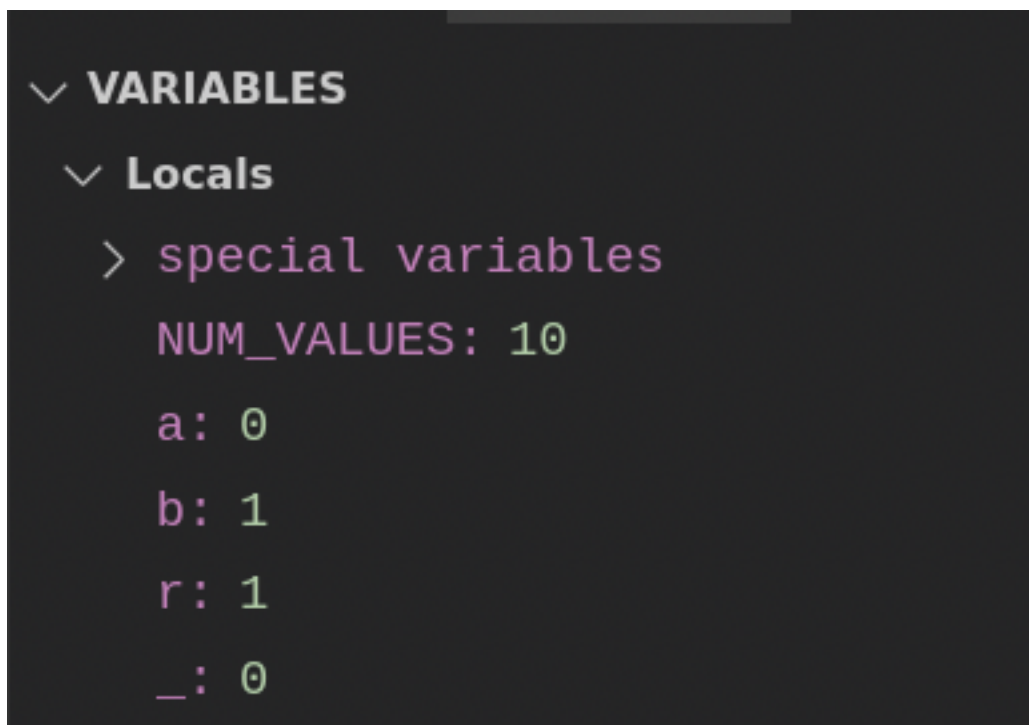 VARIABLES
Locals
special variables
NUM_VALUES: 10
a: 0
b: 1
r: 1
_: 0